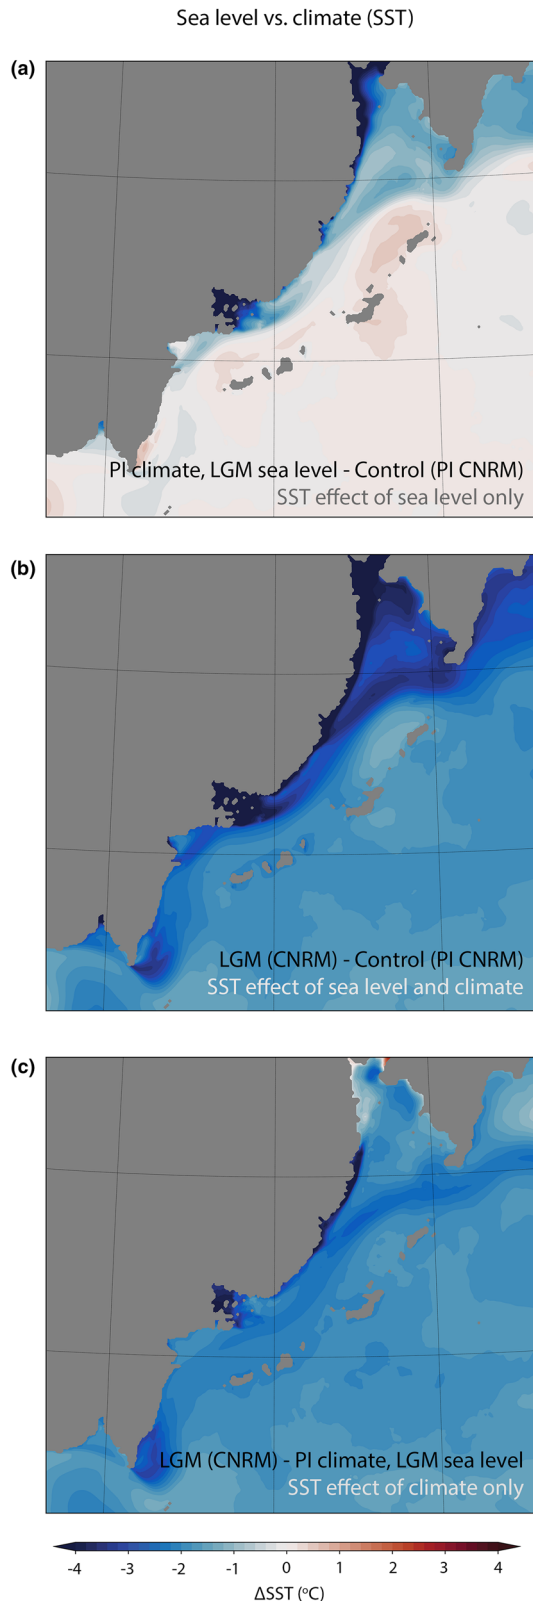 Sea level vs. climate (SST)
(a)
PI climate, LGM sea level - Control (PI CNRM)
SST effect of sea level only
(b)
LGM (CNRM) - Control (PI CNRM)
SST effect of sea level and climate
(c)
LGM (CNRM) - PI climate, LGM sea level
SST effect of climate only
-4 -3 -2 -1 0 1 2 3 4
ΔSST (ºC)